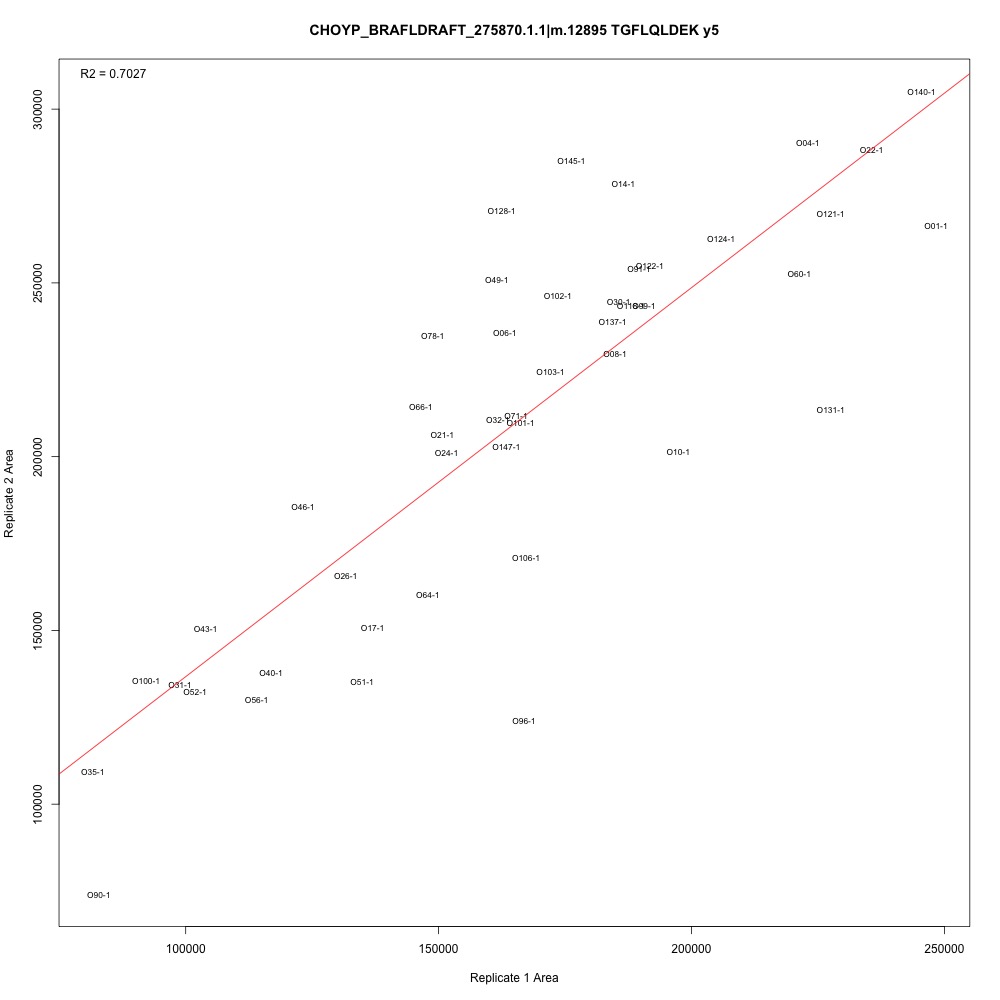 CHOYP_BRAFLDRAFT_275870.1.1|m.12895 TGFLQLDEK y5
R2 = 0.7027
O140-1
O04-1
O22-1
O145-1
O14-1
O128-1
O121-1
O01-1
O124-1
O122-1
O91-1
O60-1
O49-1
O102-1
O30-1
O99-1
O137-1
O06-1
O78-1
O08-1
O103-1
O66-1
O131-1
O71-1
O32-1
O101-1
O21-1
O147-1
O24-1
O10-1
O46-1
O106-1
O26-1
O64-1
O43-1
O17-1
O40-1
O100-1
O31-1
O51-1
O52-1
O56-1
O96-1
O35-1
O90-1
300000
250000
200000
150000
100000
Replicate 2 Area
100000 150000 200000 250000
Replicate 1 Area